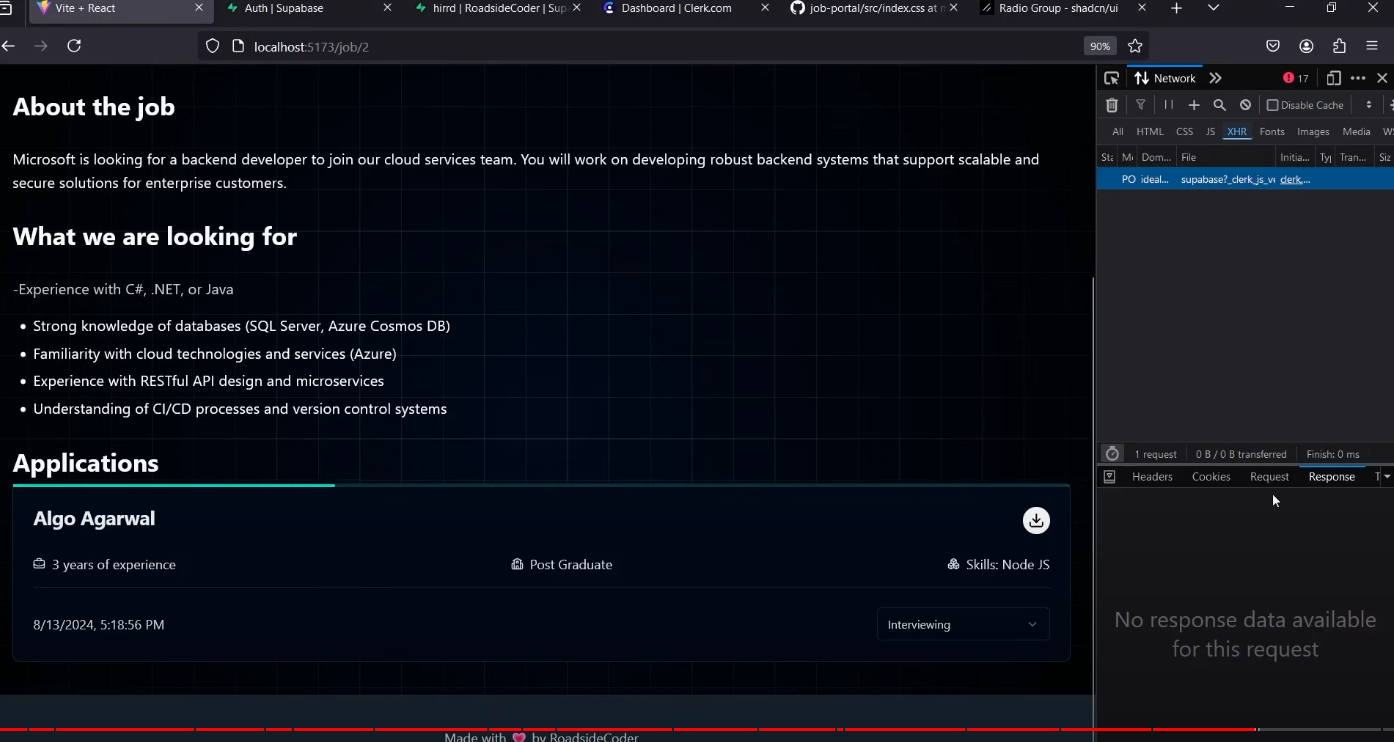 Vite + React
Auth | Supabase
hirrd | RoadsideCoder | Supa
Dashboard | Clerk.com
job-portal/src/index.css at m
Radio Group - shadcn/ui
localhost:5173/job/2
90%
Network
17
Disable Cache
All HTML CSS JS XHR Fonts Images Media WS
Sta Me Dom... File Initia... Tyj Tran... Siz
PO ideal... supabase?_clerk_js_ve clerk....
About the job
Microsoft is looking for a backend developer to join our cloud services team. You will work on developing robust backend systems that support scalable and
secure solutions for enterprise customers.
What we are looking for
-Experience with C#, .NET, or Java
• Strong knowledge of databases (SQL Server, Azure Cosmos DB)
• Familiarity with cloud technologies and services (Azure)
• Experience with RESTful API design and microservices
• Understanding of CI/CD processes and version control systems
1 request 0 B / 0 B transferred Finish: 0 ms
Headers Cookies Request Response T
No response data available
for this request
Applications
Algo Agarwal
3 years of experience
Post Graduate
Skills: Node JS
8/13/2024, 5:18:56 PM
Interviewing
Made with 💗 by RoadsideCoder